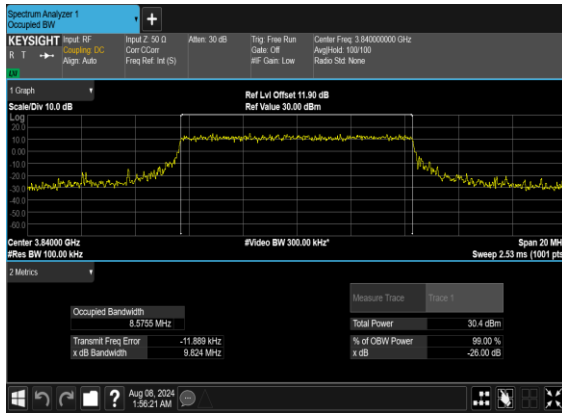 Spectrum Analyzer 1
Occupied BW
+
KEYSIGHT
R T
LXI
Input: RF
Coupling: DC
Align: Auto
Input Z: 50 Ω
Corr CCorr
Freq Ref: Int (S)
Atten: 30 dB
Trig: Free Run
Gate: Off
#IF Gain: Low
Center Freq: 3.840000000 GHz
Avg|Hold: 100/100
Radio Std: None
1 Graph
Scale/Div 10.0 dB
Ref Lvl Offset 11.90 dB
Ref Value 30.00 dBm
Log
20.0
10.0
0.00
-10.0
-20.0
-30.0
-40.0
-50.0
-60.0
Center 3.84000 GHz
#Video BW 300.00 kHz*
Span 20 MH
#Res BW 100.00 kHz
Sweep 2.53 ms (1001 pts
2 Metrics
Measure Trace
Trace 1
Occupied Bandwidth
8.5755 MHz
Total Power
30.4 dBm
Transmit Freq Error
-11.889 kHz
% of OBW Power
99.00 %
x dB Bandwidth
9.824 MHz
x dB
-26.00 dB
?
Aug 08, 2024
1:56:21 AM